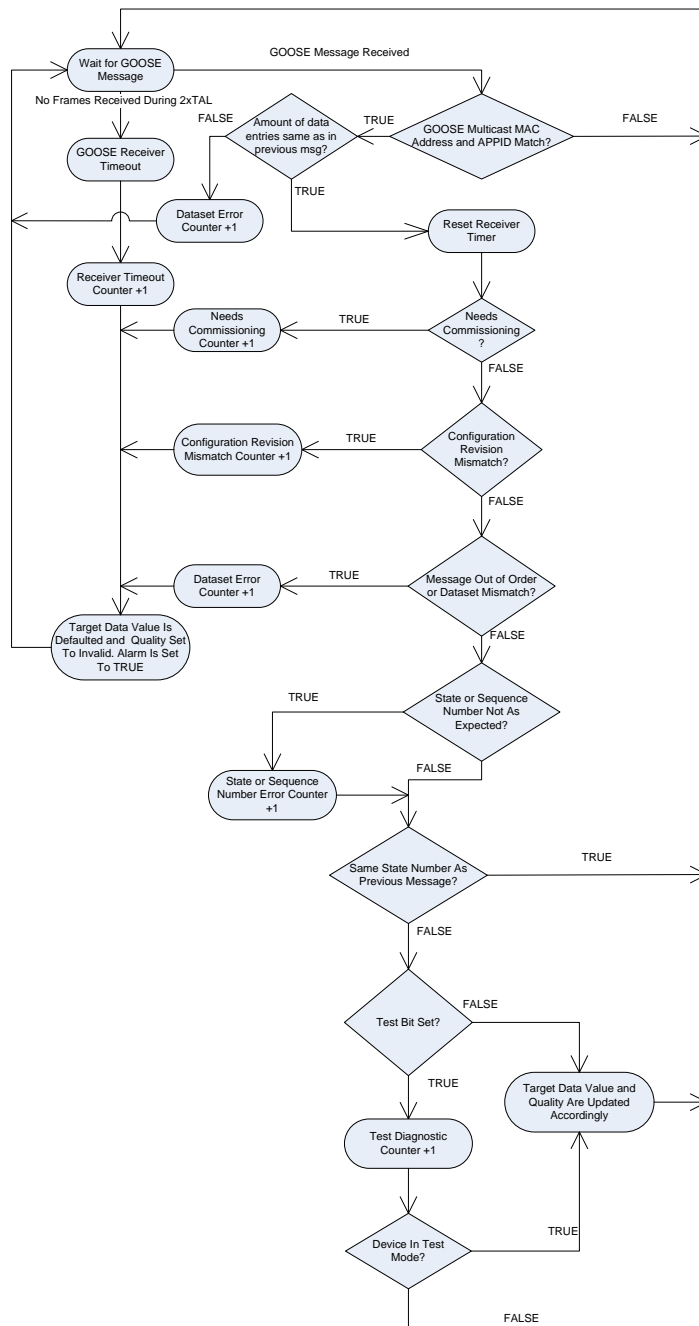 GOOSE Message Received
Wait for GOOSE
Message
No Frames Received During 2xTAL
FALSE
Amount of data
entries same as in
previous msg?
TRUE
GOOSE Multicast MAC
Address and APPID Match?
FALSE
GOOSE Receiver
Timeout
TRUE
Dataset Error
Counter +1
Reset Receiver
Timer
Receiver Timeout
Counter +1
Needs
Commissioning
Counter +1
TRUE
Needs
Commissioning
?
FALSE
Configuration Revision
Mismatch Counter +1
TRUE
Configuration
Revision
Mismatch?
FALSE
Dataset Error
Counter +1
TRUE
Message Out of Order
or Dataset Mismatch?
FALSE
Target Data Value Is
Defaulted and Quality Set
To Invalid. Alarm Is Set
To TRUE
TRUE
State or Sequence
Number Not As
Expected?
FALSE
State or Sequence
Number Error Counter
+1
Same State Number As
Previous Message?
TRUE
FALSE
Test Bit Set?
FALSE
TRUE
Target Data Value and
Quality Are Updated
Accordingly
Test Diagnostic
Counter +1
Device In Test
Mode?
TRUE
FALSE